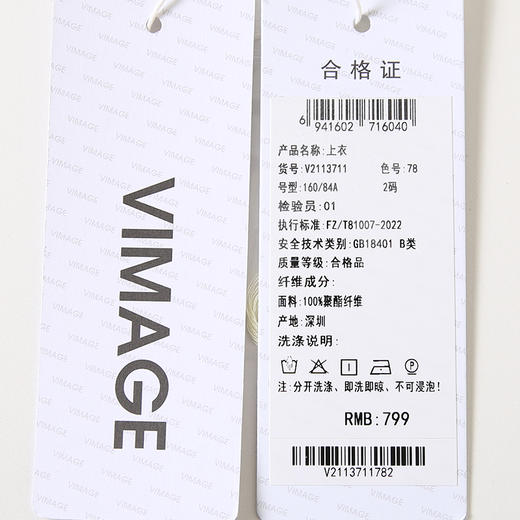 VIMAGE
合格证
6 941602 716040
产品名称:上衣
货号:V2113711 色号:78
号型:160/84A 2码
检验员:01
执行标准:FZ/T81007-2022
安全技术类别:GB18401 B类
质量等级:合格品
纤维成分:
面料:100%聚酯纤维
产地:深圳
洗涤说明:
注:分开洗涤、即洗即晾、不可浸泡!
RMB:799
V2113711782